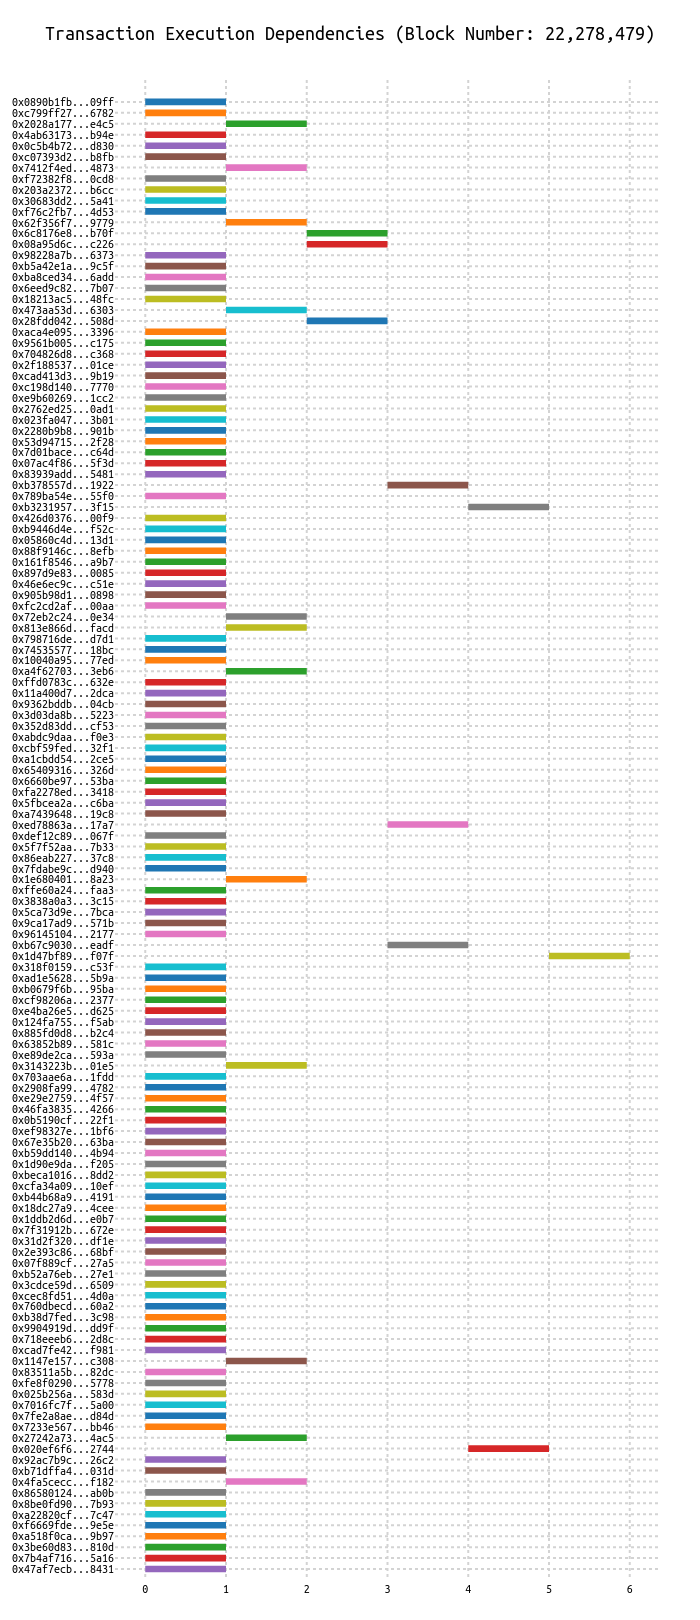 Transaction Execution Dependencies (Block Number: 22,278,479)
0x0890b1fb...09ff
0xc799ff27...6782
0x2028a177...e4c5
0x4ab63173...b94e
0x0c5b4b72...d830
0xc07393d2...b8fb
0x7412f4ed...4873
0xf72382f8...0cd8
0x203a2372...b6cc
0x30683dd2...5a41
0xf76c2fb7...4d53
0x62f356f7...9779
0x6c8176e8...b70f
0x08a95d6c...c226
0x98228a7b...6373
0xb5a42e1a...9c5f
0xba8ced34...6add
0x6eed9c82...7b07
0x18213ac5...48fc
0x473aa53d...6303
0x28fdd042...508d
0xaca4e095...3396
0x9561b005...c175
0x704826d8...c368
0x2f188537...01ce
0xcad413d3...9b19
0xc198d140...7770
0xe9b60269...1cc2
0x2762ed25...0ad1
0x023fa047...3b01
0x2280b9b8...901b
0x53d94715...2f28
0x7d01bace...c64d
0x07ac4f86...5f3d
0x83939add...5481
0xb378557d...1922
0x789ba54e...55f0
0xb3231957...3f15
0x426d0376...00f9
0xb9446d4e...f52c
0x05860c4d...13d1
0x88f9146c...8efb
0x161f8546...a9b7
0x897d9e83...0085
0x46e6ec9c...c51e
0x905b98d1...0898
0xfc2cd2af...00aa
0x72eb2c24...0e34
0x813e866d...facd
0x798716de...d7d1
0x74535577...18bc
0x10040a95...77ed
0xa4f62703...3eb6
0xffd0783c...632e
0x11a400d7...2dca
0x9362bddb...04cb
0x3d03da8b...5223
0x352d83dd...cf53
0xabdc9daa...f0e3
0xcbf59fed...32f1
0xa1cbdd54...2ce5
0x65409316...326d
0x6660be97...53ba
0xfa2278ed...3418
0x5fbcea2a...c6ba
0xa7439648...19c8
0xed78863a...17a7
0xdef12c89...067f
0x5f7f52aa...7b33
0x86eab227...37c8
0x7fdabe9c...d940
0x1e680401...8a23
0xffe60a24...faa3
0x3838a0a3...3c15
0x5ca73d9e...7bca
0x9ca17ad9...571b
0x96145104...2177
0xb67c9030...eadf
0x1d47bf89...f07f
0x318f0159...c53f
0xad1e5628...5b9a
0xb0679f6b...95ba
0xcf98206a...2377
0xe4ba26e5...d625
0x124fa755...f5ab
0x885fd0d8...b2c4
0x63852b89...581c
0xe89de2ca...593a
0x3143223b...01e5
0x703aae6a...1fdd
0x2908fa99...4782
0xe29e2759...4f57
0x46fa3835...4266
0x0b5190cf...22f1
0xef98327e...1bf6
0x67e35b20...63ba
0xb59dd140...4b94
0x1d90e9da...f205
0xbeca1016...8dd2
0xcfa34a09...10ef
0xb44b68a9...4191
0x18dc27a9...4cee
0x1ddb2d6d...e0b7
0x7f31912b...672e
0x31d2f320...df1e
0x2e393c86...68bf
0x07f889cf...27a5
0xb52a76eb...27e1
0x3cdce59d...6509
0xcec8fd51...4d0a
0x760dbecd...60a2
0xb38d7fed...3c98
0x9904919d...dd9f
0x718eeeb6...2d8c
0xcad7fe42...f981
0x1147e157...c308
0x83511a5b...82dc
0xfe8f0290...5778
0x025b256a...583d
0x7016fc7f...5a00
0x7fe2a8ae...d84d
0x7233e567...bb46
0x27242a73...4ac5
0x020ef6f6...2744
0x92ac7b9c...26c2
0xb71dffa4...031d
0x4fa5cecc...f182
0x86580124...ab0b
0x8be0fd90...7b93
0xa22820cf...7c47
0xf6669fde...9e5e
0xa518f0ca...9b97
0x3be60d83...810d
0x7b4af716...5a16
0x47af7ecb...8431
0 1 2 3 4 5 6